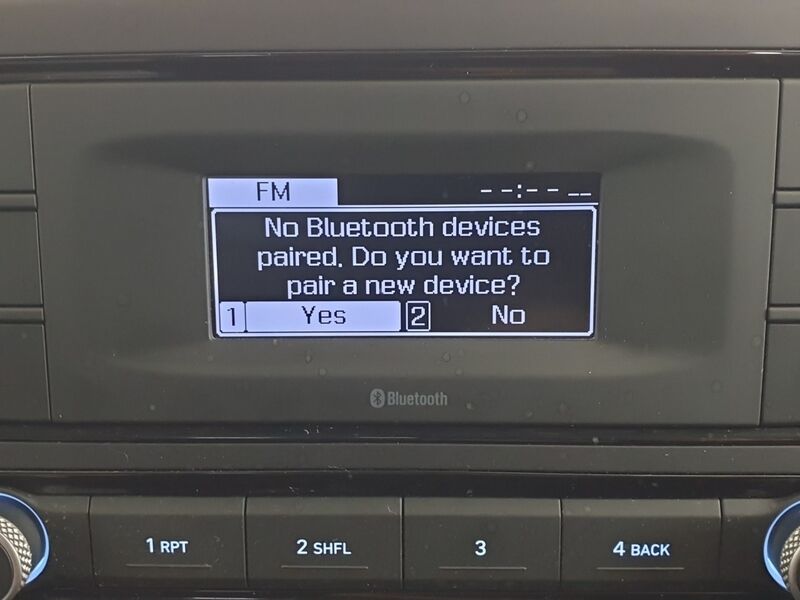 FM --:-- --
No Bluetooth devices
paired. Do you want to
pair a new device?
1 Yes 2 No
Bluetooth
1 RPT 2 SHFL 3 4 BACK